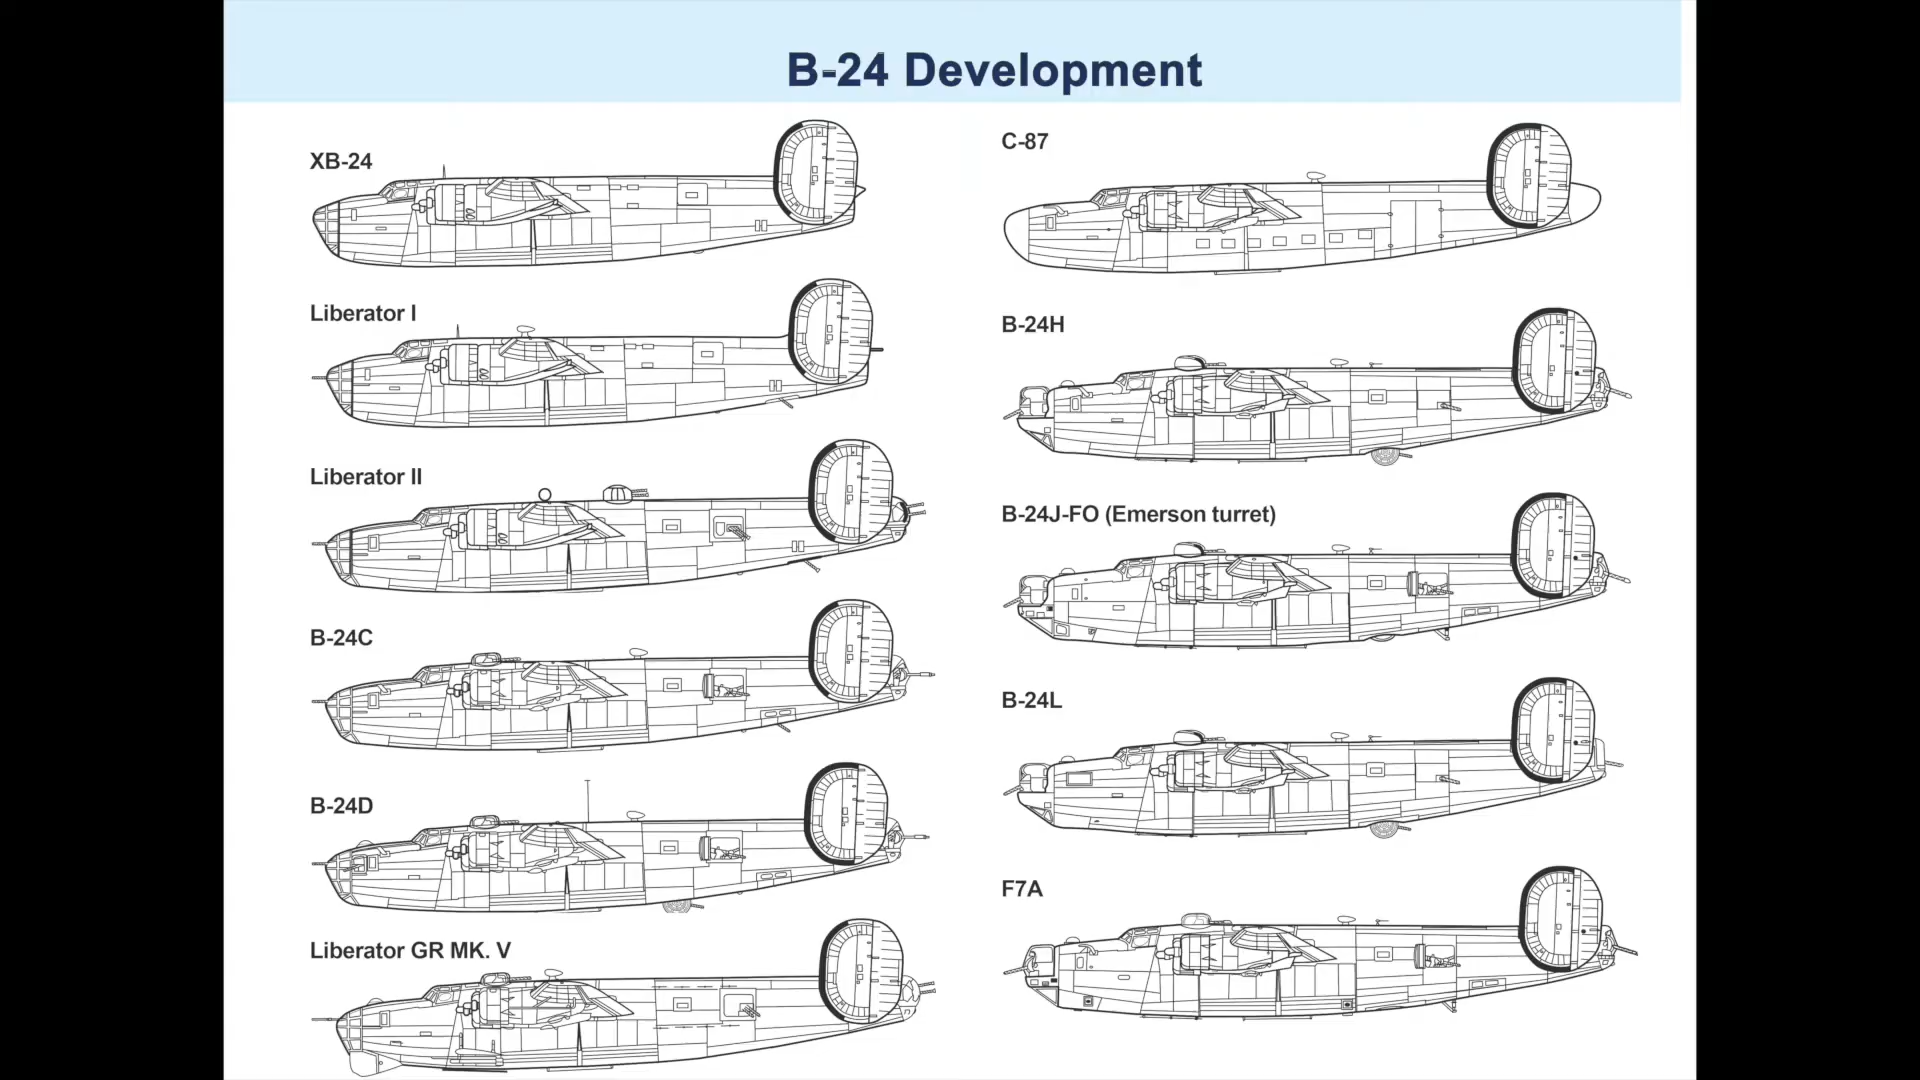 B-24 Development
XB-24
Liberator I
Liberator II
B-24C
B-24D
Liberator GR MK. V
C-87
B-24H
B-24J-FO (Emerson turret)
B-24L
F7A